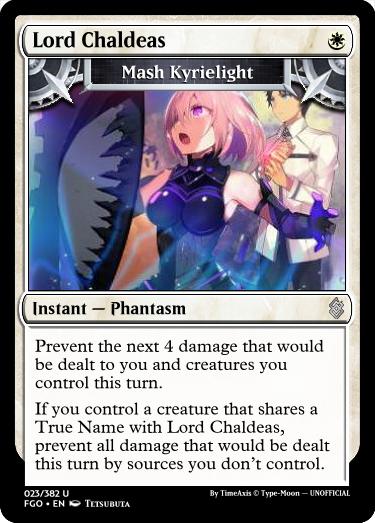 Lord Chaldeas
Mash Kyrielight
Instant — Phantasm
Prevent the next 4 damage that would
be dealt to you and creatures you
control this turn.
If you control a creature that shares a
True Name with Lord Chaldeas,
prevent all damage that would be dealt
this turn by sources you don't control.
023/382 U
FGO • EN Tetsubuta
By TimeAxis © Type-Moon — UNOFFICIAL